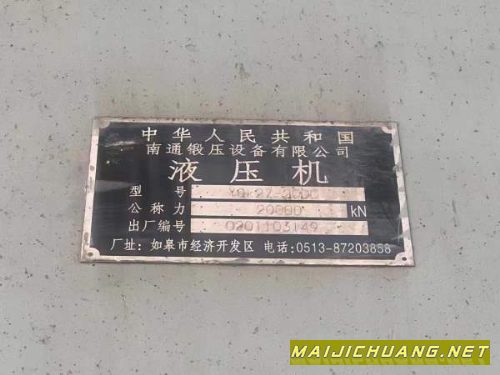 中华人民共和国
南通锻压设备有限公司
液压机
型号
公称力 20000 kN
出厂编号 0201103149
厂址: 如皋市经济开发区 电话:0513-87203858
MAIJICHUANG.NET